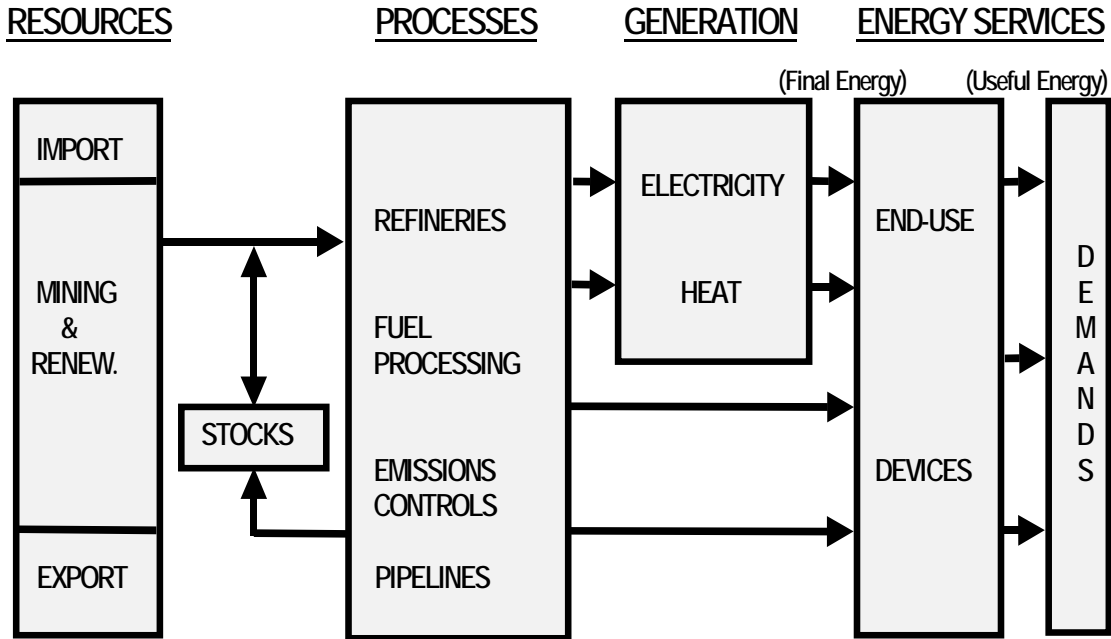 RESOURCES
PROCESSES
GENERATION
ENERGY SERVICES
(Final Energy)
(Useful Energy)
IMPORT
MINING
&
RENEW.
EXPORT
STOCKS
REFINERIES
FUEL
PROCESSING
EMISSIONS
CONTROLS
PIPELINES
ELECTRICITY
HEAT
END-USE
DEVICES
DEMANDS